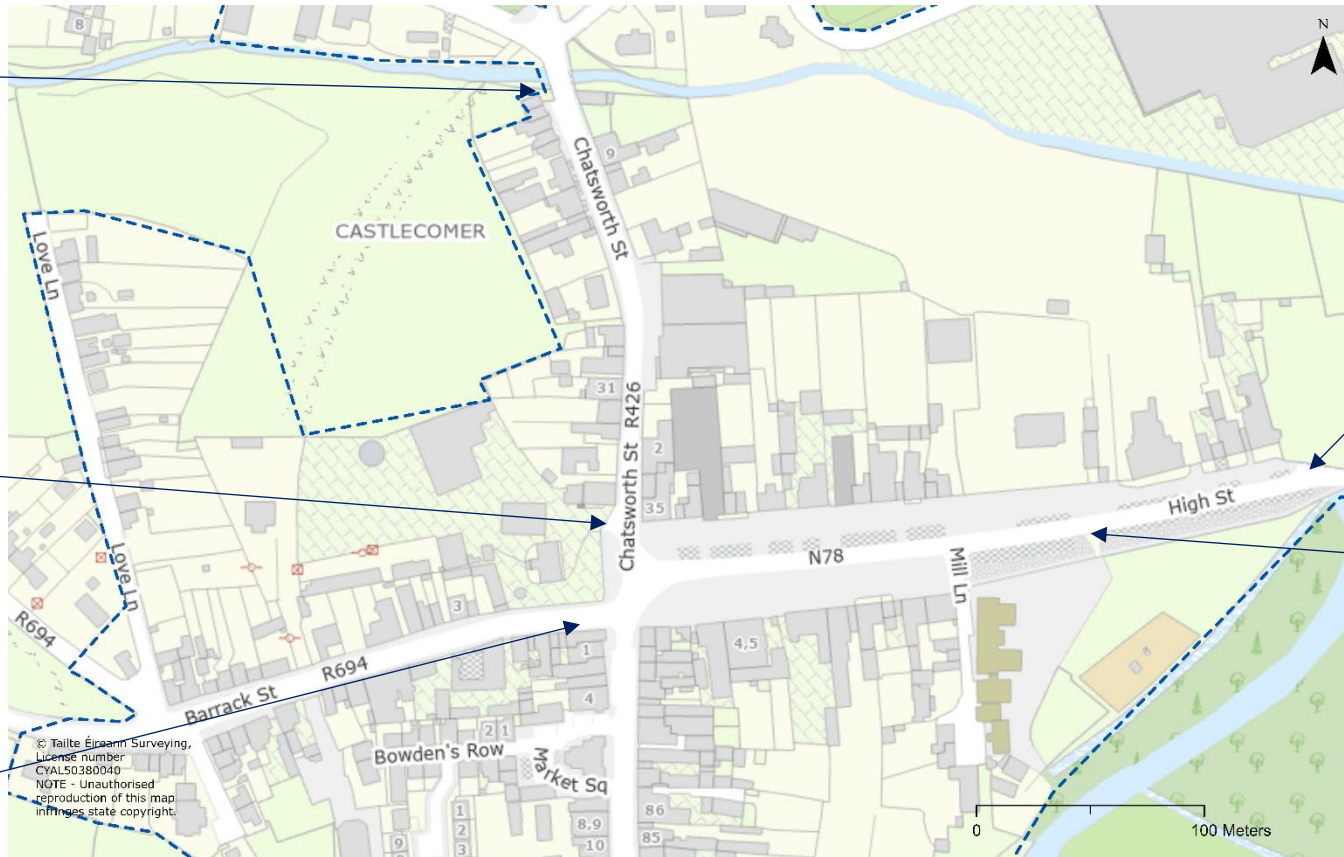 8
N
9
Chatsworth St
CASTLECOMER
Love Ln
31
Chatsworth St R426
2
35
High St
N78
Love Ln
Mill Ln
3
R694
R694
1
4,5
4
Barrack St
2 1
Bowden's Row
Market Sq
© Tailte Éireann Surveying,
License number
CYAL50380040
NOTE - Unauthorised
reproduction of this map
infringes state copyright.
1
2
3
9
8,9
10
86
85
0
100 Meters